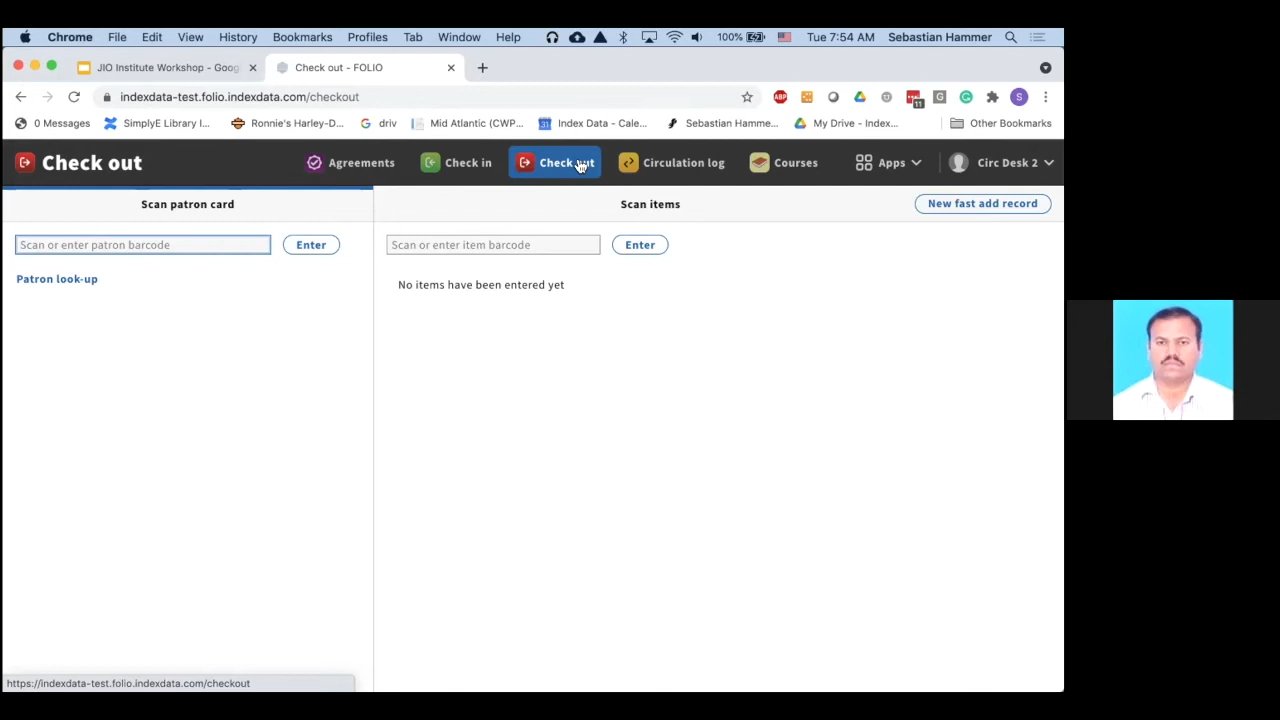 Chrome File Edit View History Bookmarks Profiles Tab Window Help 100% Tue 7:54 AM Sebastian Hammer
JIO Institute Workshop - Goog Check out - FOLIO
indexdata-test.folio.indexdata.com/checkout ABP 11 G S
0 Messages SimplyE Library I... Ronnie's Harley-D... driv Mid Atlantic (CWP... Index Data - Cale... Sebastian Hamme... My Drive - Index... Other Bookmarks
Check out Agreements Check in Check out Circulation log Courses Apps Circ Desk 2
Scan patron card Scan items New fast add record
Scan or enter patron barcode Enter Scan or enter item barcode Enter
Patron look-up
No items have been entered yet
https://indexdata-test.folio.indexdata.com/checkout